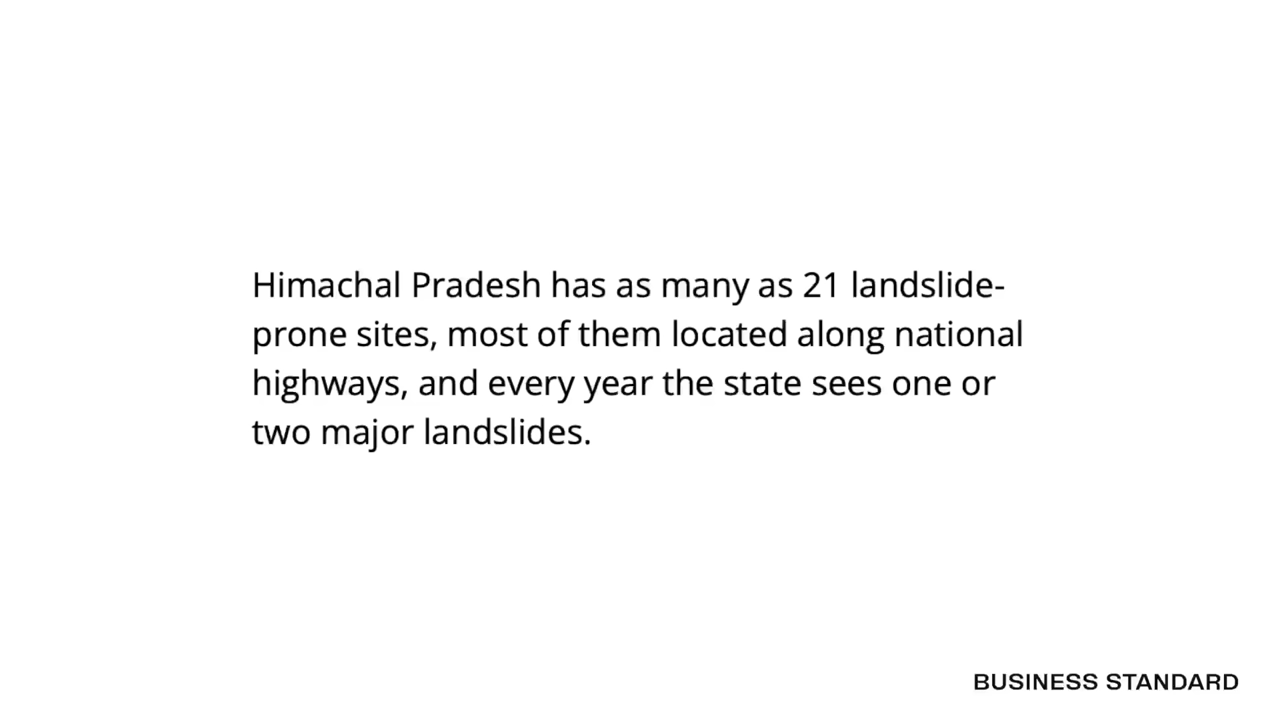 Himachal Pradesh has as many as 21 landslide-
prone sites, most of them located along national
highways, and every year the state sees one or
two major landslides.
BUSINESS STANDARD